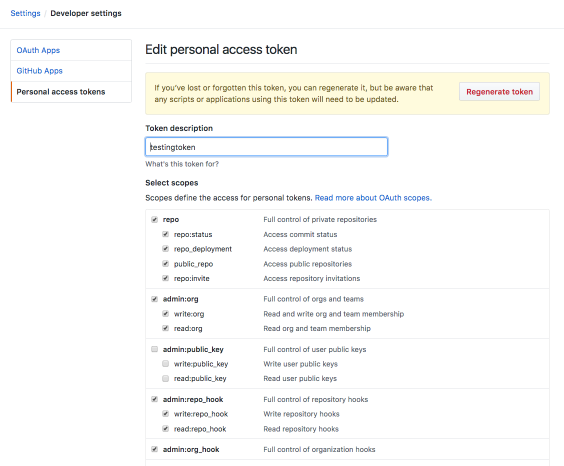 Settings / Developer settings
OAuth Apps
GitHub Apps
Personal access tokens
Edit personal access token
If you've lost or forgotten this token, you can regenerate it, but be aware that
any scripts or applications using this token will need to be updated.
Regenerate token
Token description
testingtoken
What's this token for?
Select scopes
Scopes define the access for personal tokens. Read more about OAuth scopes.
repo Full control of private repositories
repo:status Access commit status
repo_deployment Access deployment status
public_repo Access public repositories
repo:invite Access repository invitations
admin:org Full control of orgs and teams
write:org Read and write org and team membership
read:org Read org and team membership
admin:public_key Full control of user public keys
write:public_key Write user public keys
read:public_key Read user public keys
admin:repo_hook Full control of repository hooks
write:repo_hook Write repository hooks
read:repo_hook Read repository hooks
admin:org_hook Full control of organization hooks